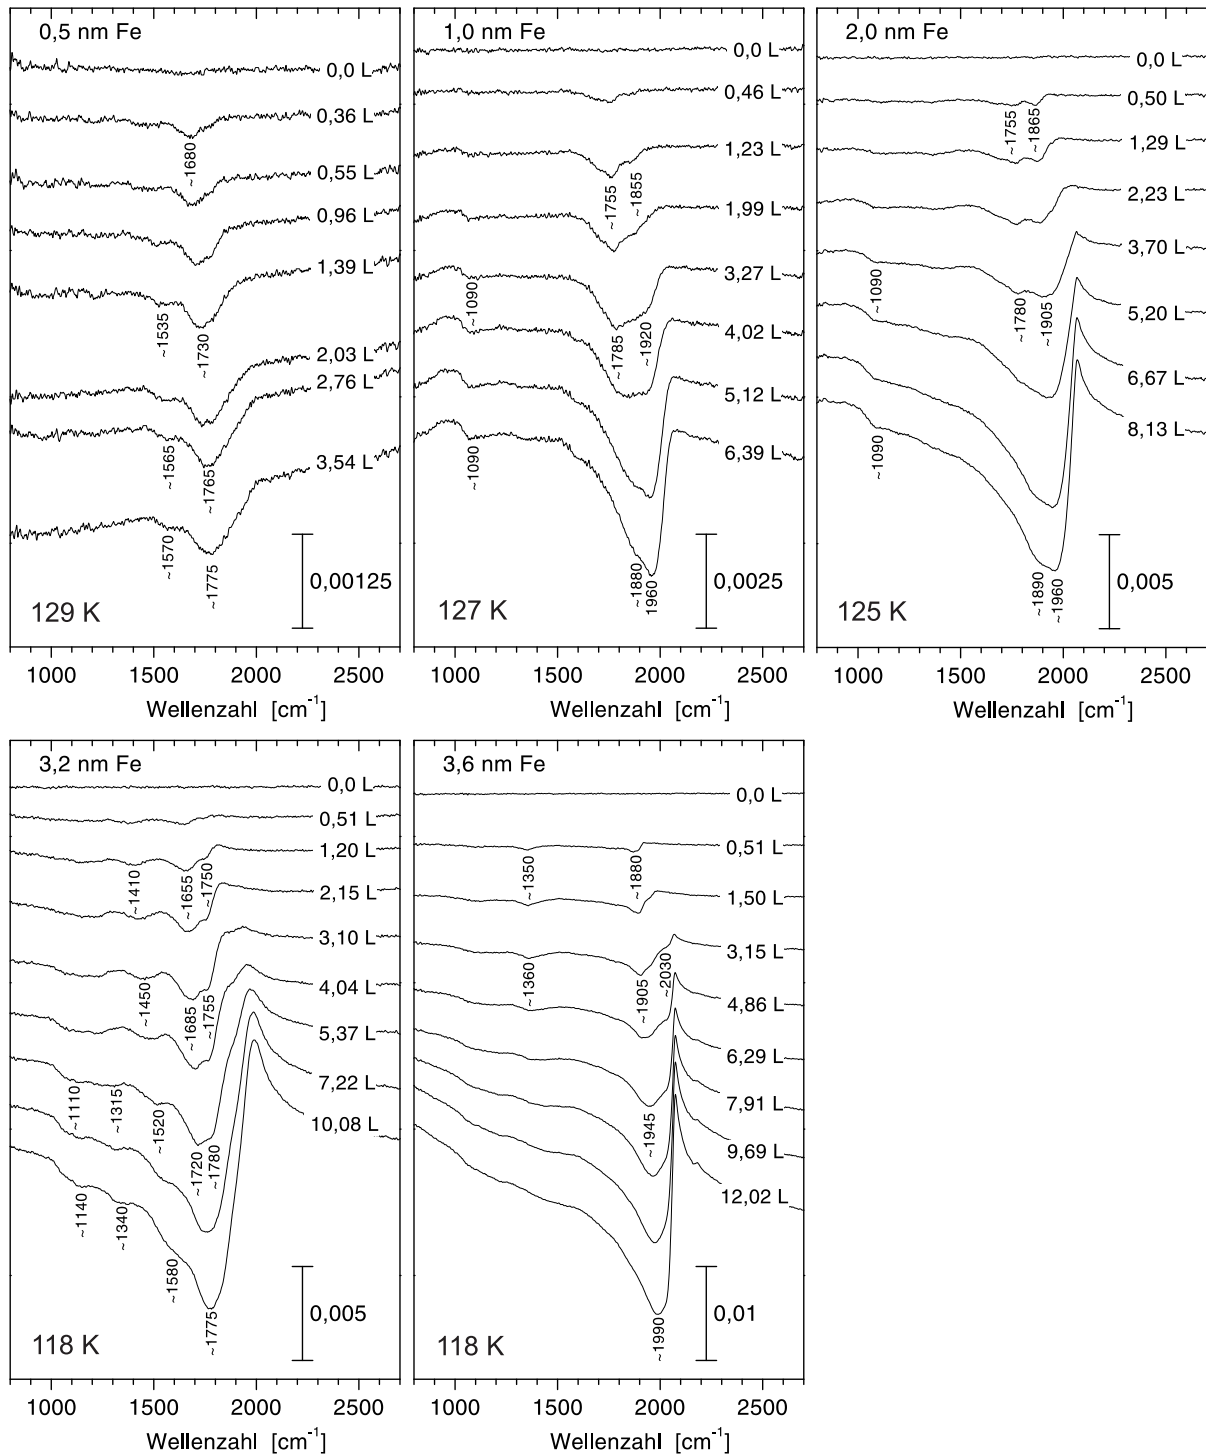 0,5 nm Fe
0,0 L
0,36 L
~1680
0,55 L
0,96 L
1,39 L
~1535
~1730
2,03 L
2,76 L
~1565
~1765
3,54 L
~1570
~1775
0,00125
129 K
1000 1500 2000 2500
Wellenzahl [cm-1]
1,0 nm Fe
0,0 L
0,46 L
1,23 L
~1755
~1855
1,99 L
3,27 L
~1090
4,02 L
~1785
~1920
5,12 L
6,39 L
~1090
~1880
1960
0,0025
127 K
1000 1500 2000 2500
Wellenzahl [cm-1]
2,0 nm Fe
0,0 L
0,50 L
~1755
~1865
1,29 L
2,23 L
3,70 L
~1090
~1780
~1905
5,20 L
6,67 L
8,13 L
~1090
~1890
~1960
0,005
125 K
1000 1500 2000 2500
Wellenzahl [cm-1]
3,2 nm Fe
0,0 L
0,51 L
1,20 L
~1410
~1655
~1750
2,15 L
3,10 L
~1450
~1685
~1755
4,04 L
5,37 L
7,22 L
~1110
~1315
~1520
~1720
~1780
10,08 L
~1140
~1340
~1580
~1775
0,005
118 K
1000 1500 2000 2500
Wellenzahl [cm-1]
3,6 nm Fe
0,0 L
0,51 L
~1350
~1880
1,50 L
3,15 L
~1360
~1905
~2030
4,86 L
6,29 L
7,91 L
~1945
9,69 L
12,02 L
~1990
0,01
118 K
1000 1500 2000 2500
Wellenzahl [cm-1]